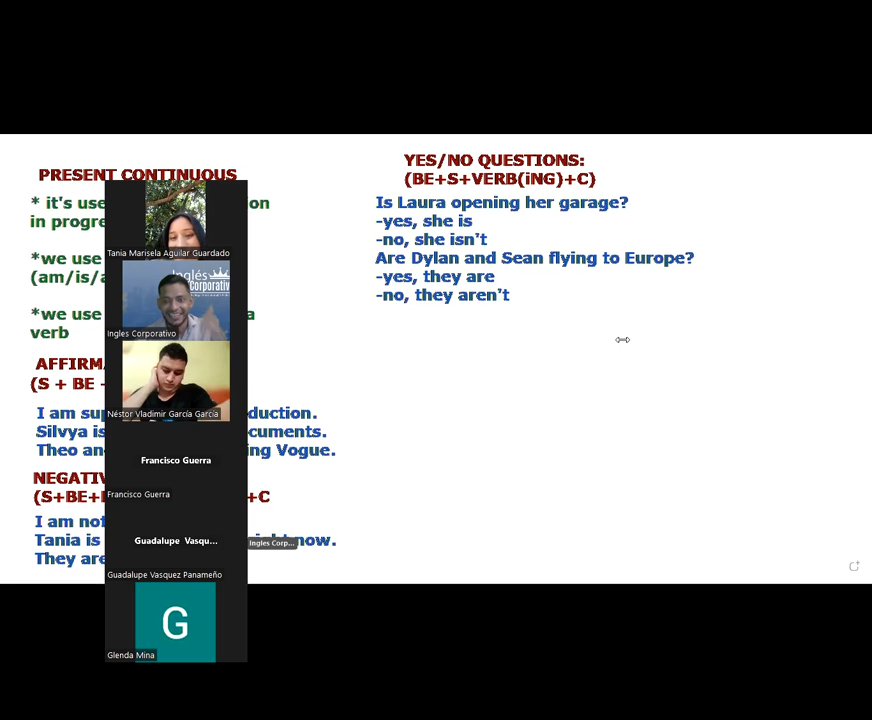 PRESENT CONTINUOUS
* it's use on
in progre
*we use
(am/is/a
*we use a
verb
AFFIRMA
(S + BE -
I am sup duction.
Silvya is cuments.
Theo an ing Vogue.
NEGATIV
(S+BE+ +C
I am not
Tania is now.
They are
YES/NO QUESTIONS:
(BE+S+VERB(iNG)+C)
Is Laura opening her garage?
-yes, she is
-no, she isn't
Are Dylan and Sean flying to Europe?
-yes, they are
-no, they aren't
Tania Marisela Aguilar Guardado
Inglés
Corporativo
Ingles Corporativo
Néstor Vladimir García García
Francisco Guerra
Francisco Guerra
Guadalupe Vasqu...
Ingles Corp...
Guadalupe Vasquez Panameño
G
Glenda Mina